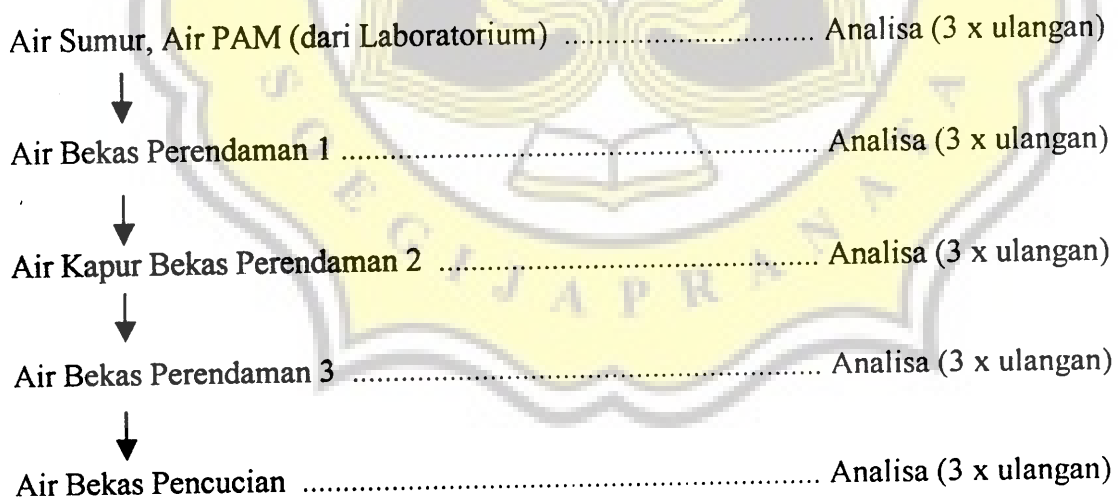 Air Sumur, Air PAM (dari Laboratorium) ............................ Analisa (3 x ulangan)
↓
Air Bekas Perendaman 1 ...................................................... Analisa (3 x ulangan)
↓
Air Kapur Bekas Perendaman 2 ........................................... Analisa (3 x ulangan)
↓
Air Bekas Perendaman 3 ..................................................... Analisa (3 x ulangan)
↓
Air Bekas Pencucian ........................................................... Analisa (3 x ulangan)
SOEGIJAPRANATA